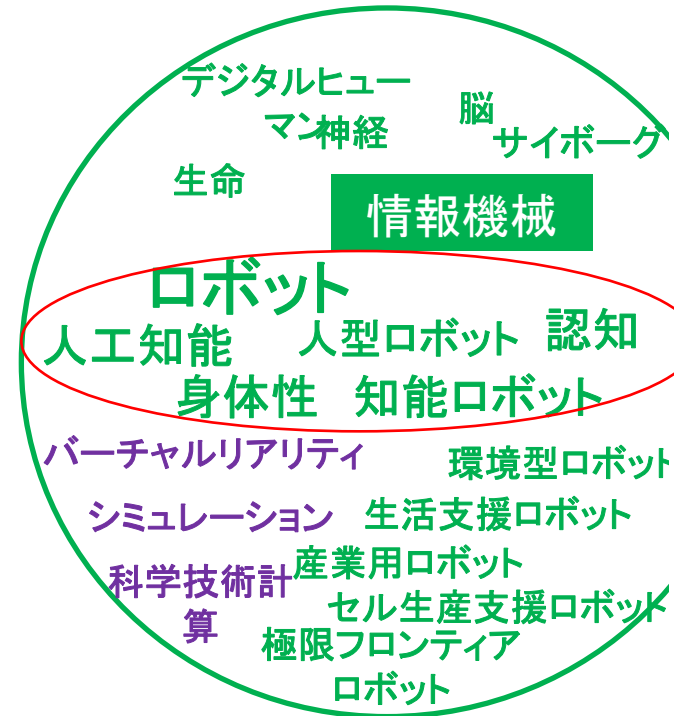 デジタルヒュー
マン神経
脳
サイボーグ
生命
情報機械
ロボット
人工知能
人型ロボット
認知
身体性
知能ロボット
バーチャルリアリティ
環境型ロボット
シミュレーション
生活支援ロボット
科学技術計
算
産業用ロボット
セル生産支援ロボット
極限フロンティア
ロボット